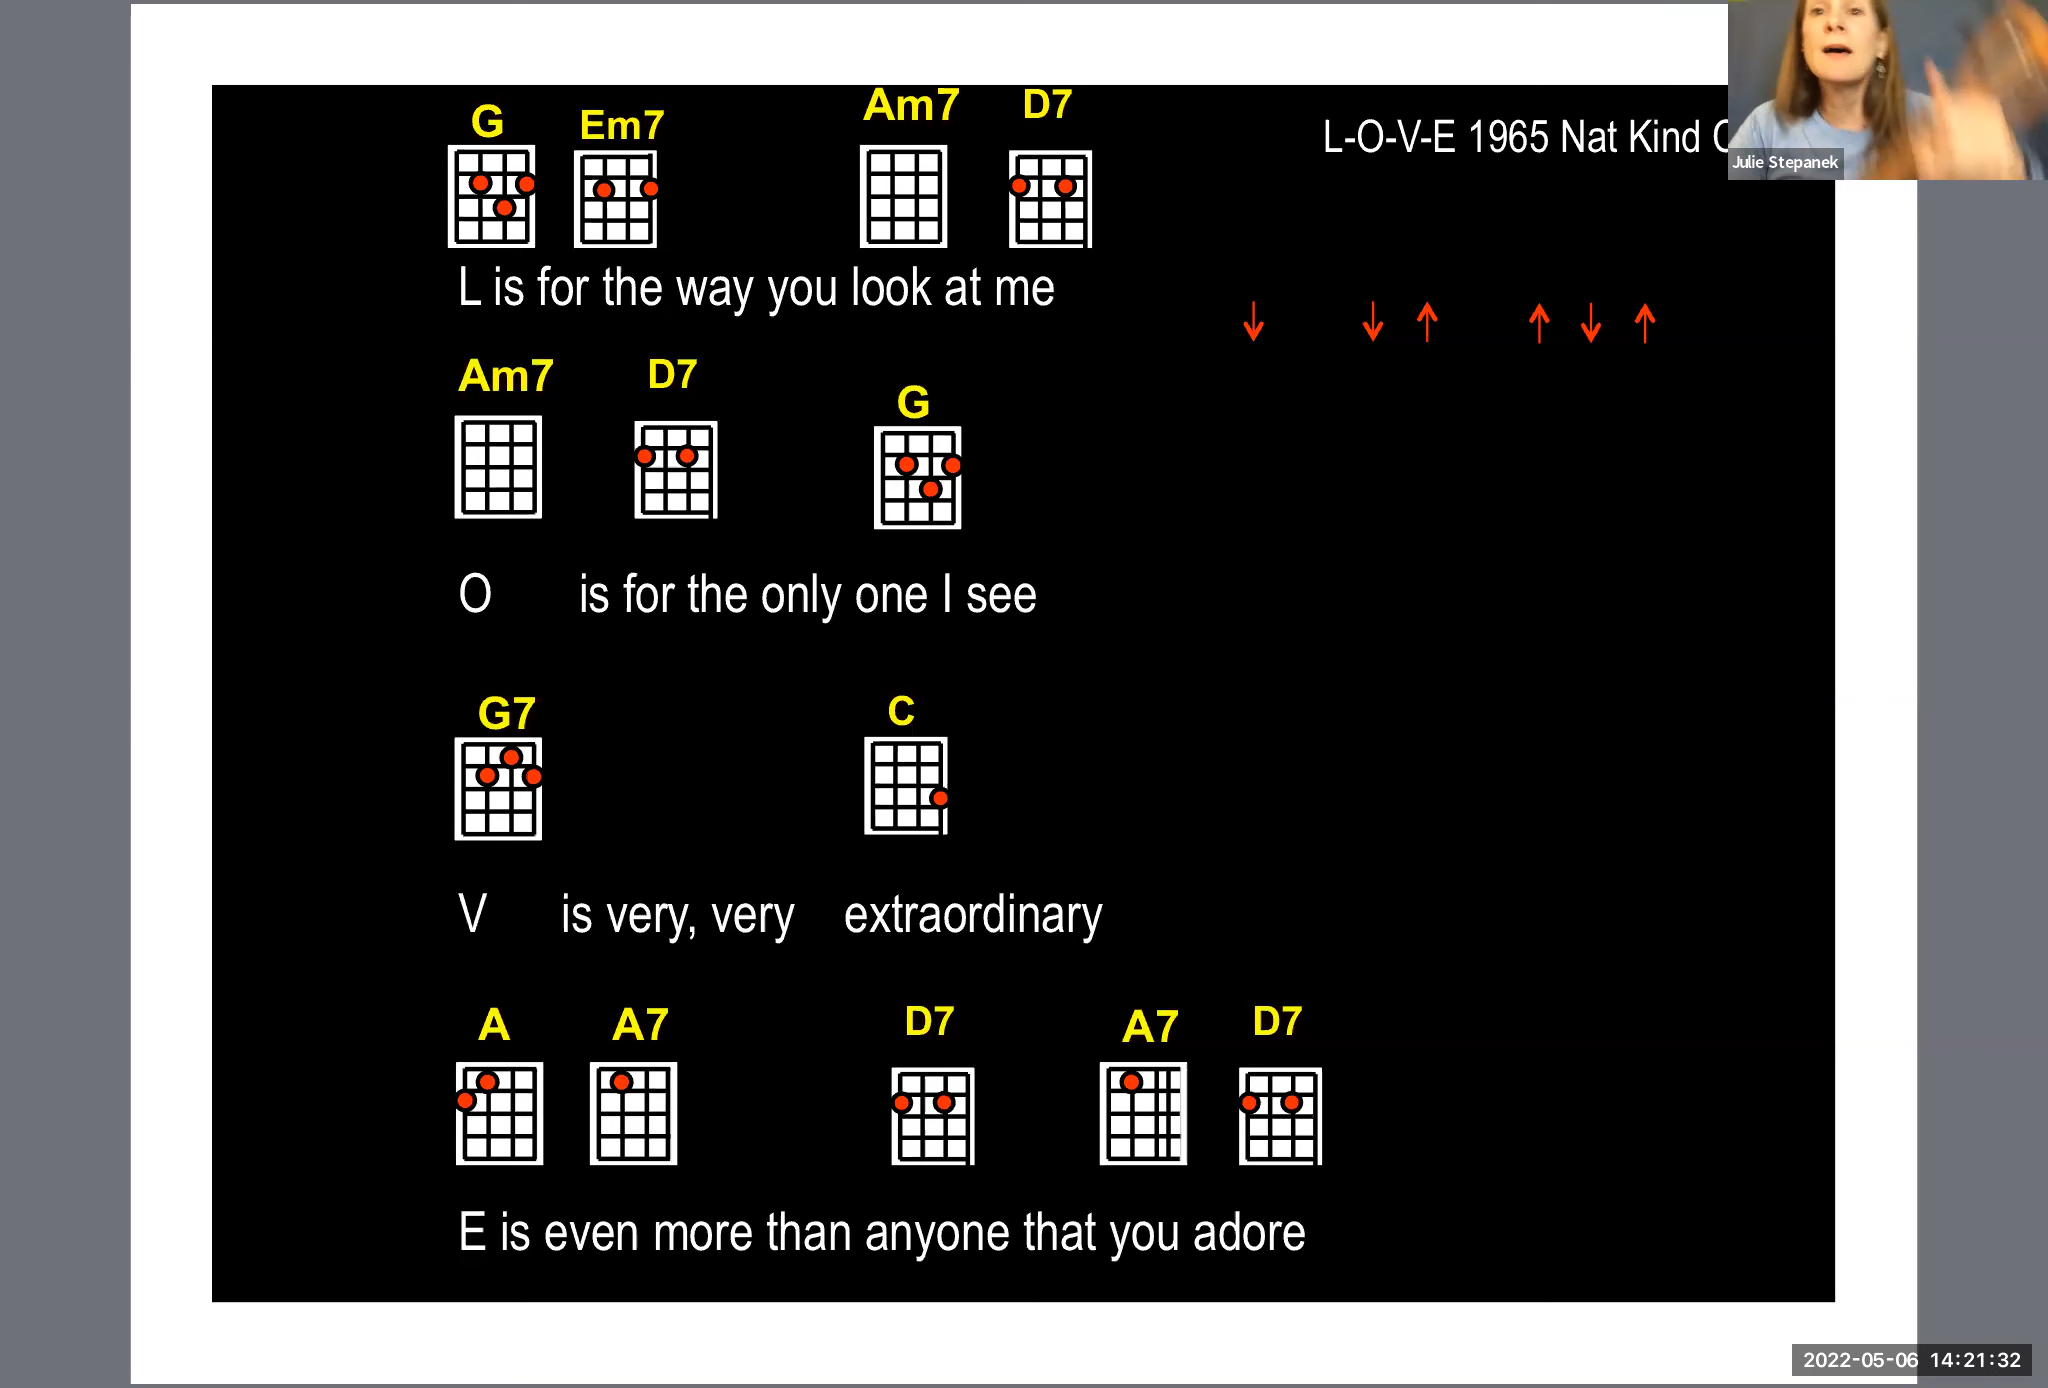 G Em7 Am7 D7
L-O-V-E 1965 Nat Kind
Julie Stepanek
L is for the way you look at me
↓ ↓ ↑ ↑ ↓ ↑
Am7 D7 G
O is for the only one I see
G7 C
V is very, very extraordinary
A A7 D7 A7 D7
E is even more than anyone that you adore
2022-05-06 14:21:32